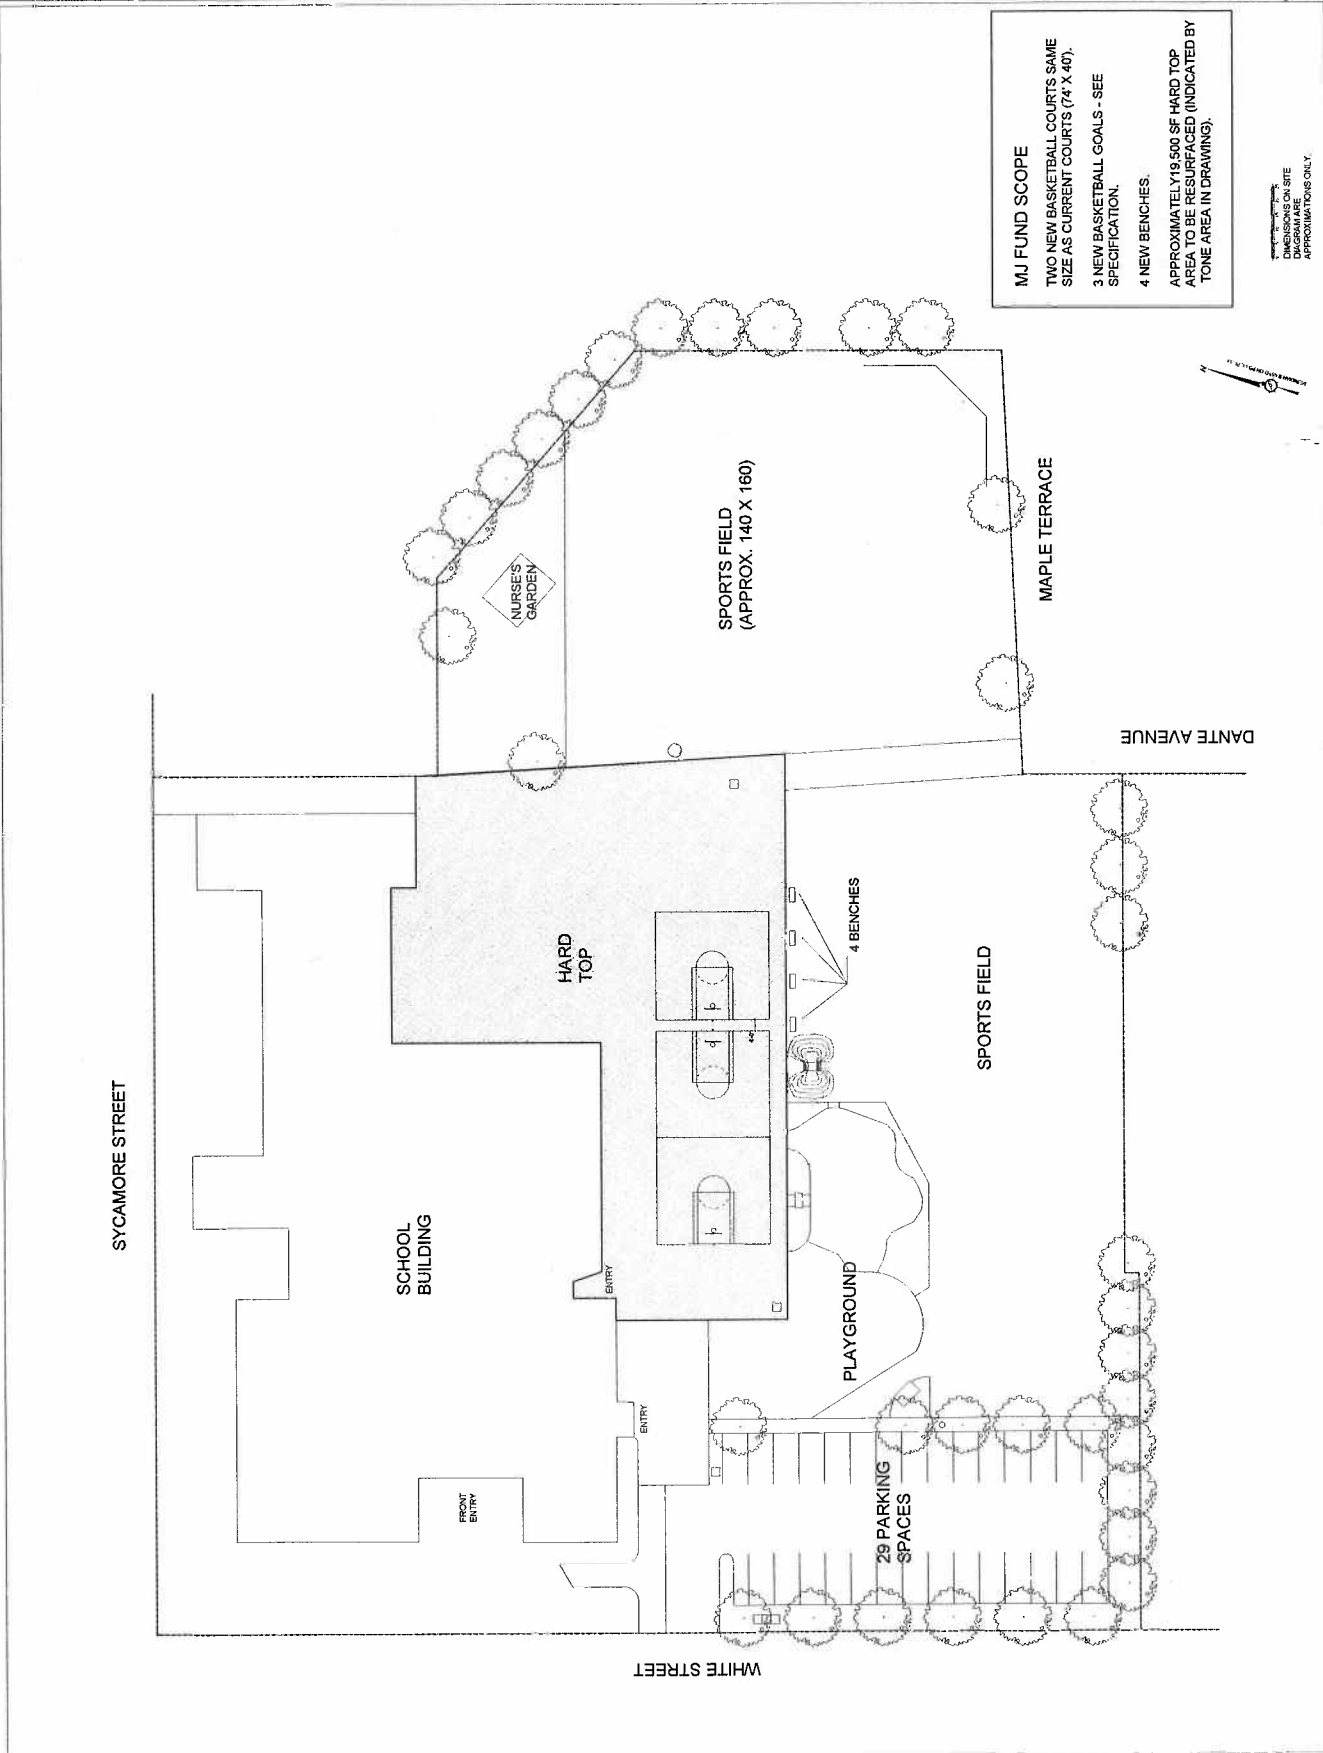 SYCAMORE STREET
SCHOOL
BUILDING
FRONT
ENTRY
ENTRY
ENTRY
HARD
TOP
NURSE'S
GARDEN
SPORTS FIELD
(APPROX. 140 X 160)
MAPLE TERRACE
DANTE AVENUE
4 BENCHES
SPORTS FIELD
PLAYGROUND
29 PARKING
SPACES
WHITE STREET
MJ FUND SCOPE
TWO NEW BASKETBALL COURTS SAME
SIZE AS CURRENT COURTS (74' X 40').
3 NEW BASKETBALL GOALS - SEE
SPECIFICATION.
4 NEW BENCHES.
APPROXIMATELY19,500 SF HARD TOP
AREA TO BE RESURFACED (INDICATED BY
TONE AREA IN DRAWING).
DIMENSIONS ON SITE
DIAGRAM ARE
APPROXIMATIONS ONLY.
N